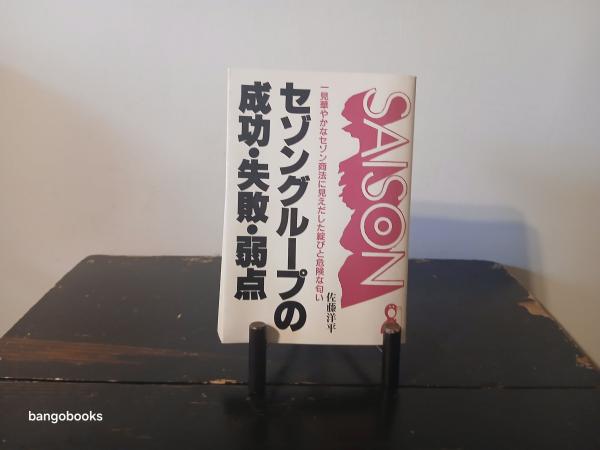 SAISON
一見華やかなセゾン商法に見えだした綻びと危険な匂い
佐藤洋平
セゾングループの
成功・失敗・弱点
bangobooks